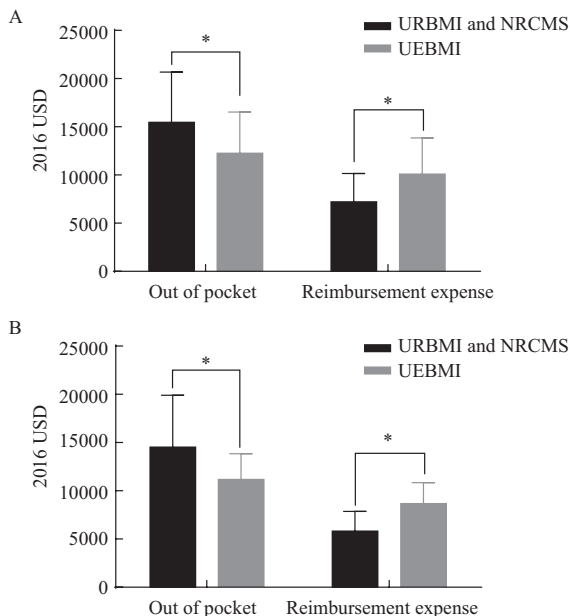 A
URBMI and NRCMS
UEBMI
2016 USD
25000
20000
15000
10000
5000
0
*
*
Out of pocket
Reimbursement expense
B
URBMI and NRCMS
UEBMI
2016 USD
25000
20000
15000
10000
5000
0
*
*
Out of pocket
Reimbursement expense